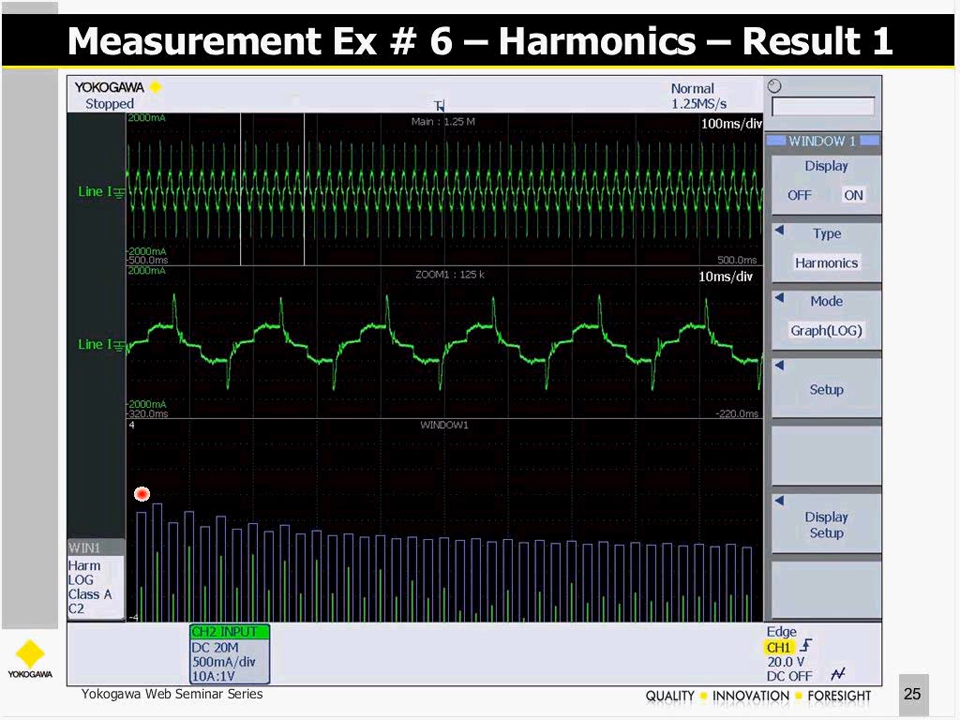 Measurement Ex # 6 – Harmonics – Result 1
YOKOGAWA
Stopped
Normal
1.25MS/s
2000mA
Main : 1.25 M
100ms/div
Line I
-2000mA
-500.0ms
500.0ms
2000mA
ZOOM1 : 125 k
10ms/div
Line I
-2000mA
-320.0ms
-220.0ms
4
WINDOW1
-4
WIN1
Harm
LOG
Class A
C2
CH2 INPUT
DC 20M
500mA/div
10A:1V
WINDOW 1
Display
OFF ON
Type
Harmonics
Mode
Graph(LOG)
Setup
Display
Setup
Edge
CH1
20.0 V
DC OFF
YOKOGAWA
Yokogawa Web Seminar Series
QUALITY INNOVATION FORESIGHT
25